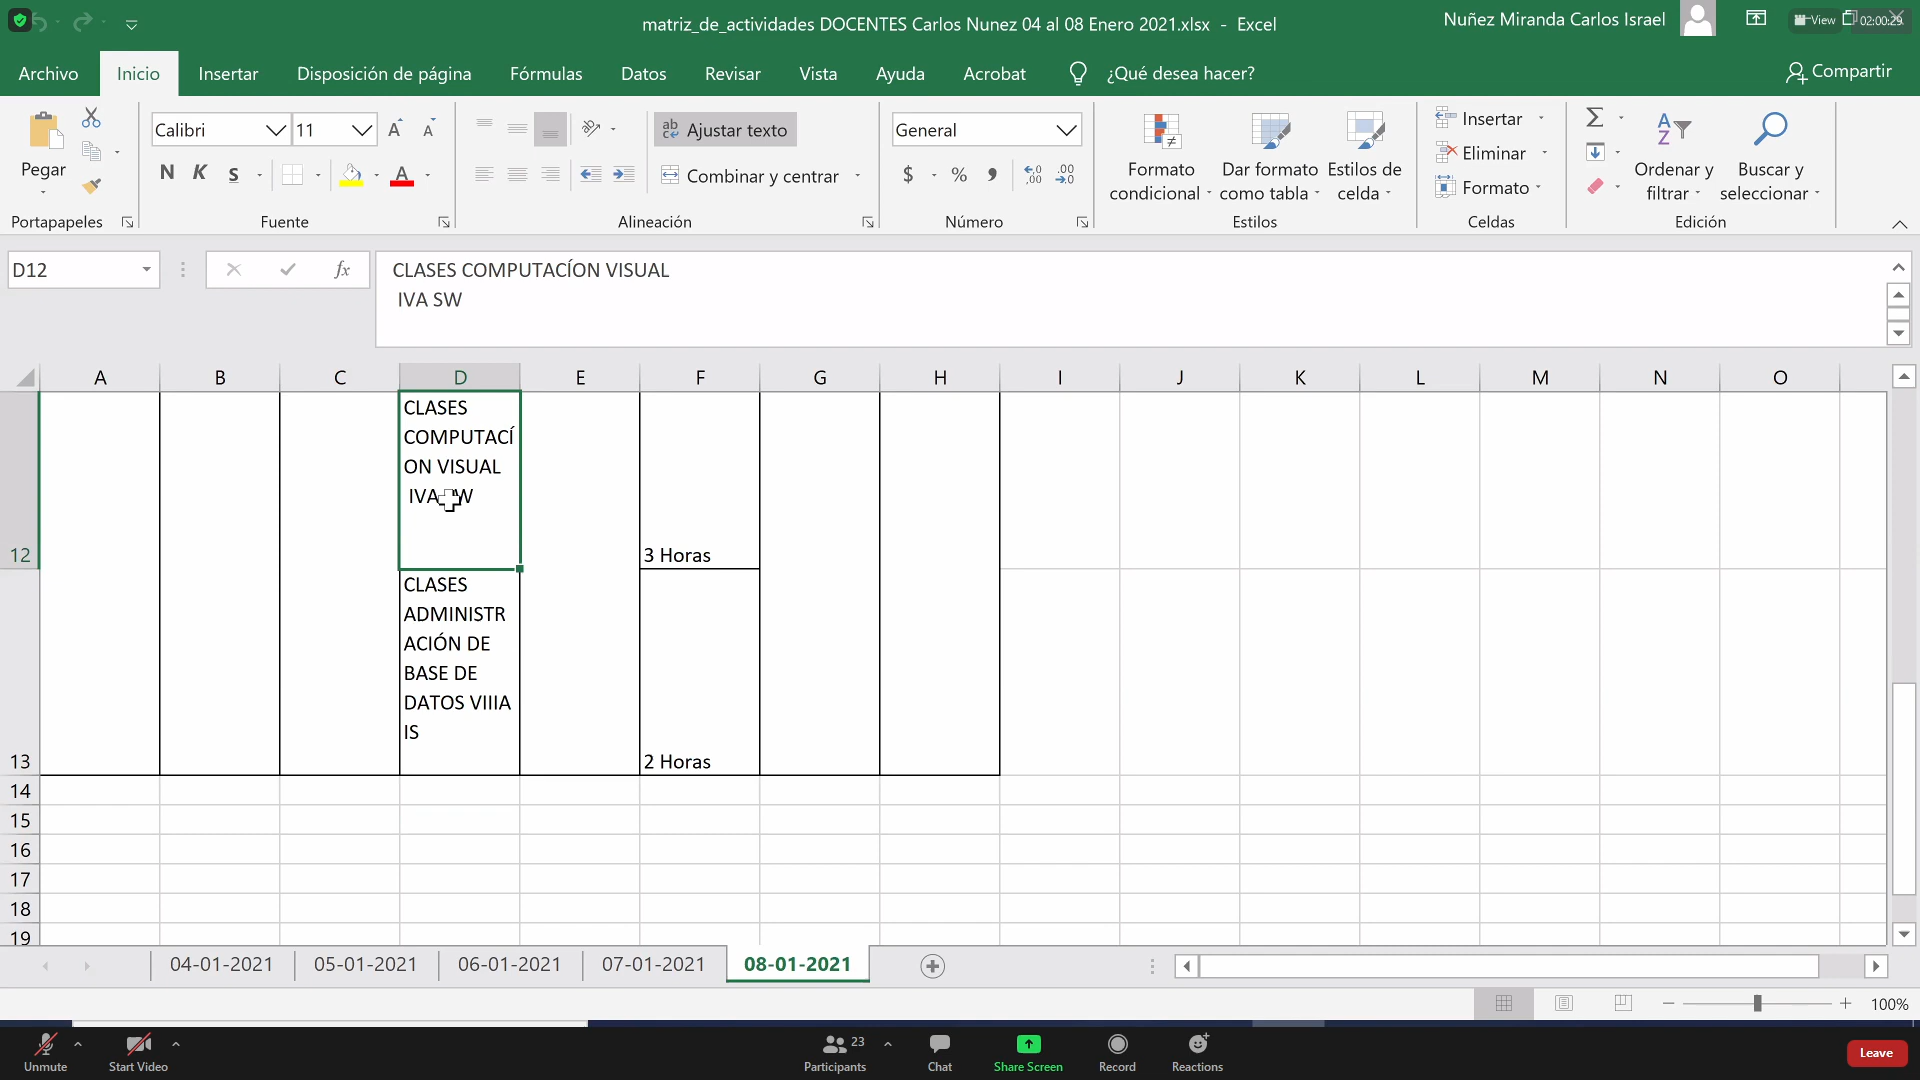 matriz_de_actividades DOCENTES Carlos Nunez 04 al 08 Enero 2021.xlsx - Excel
Nuñez Miranda Carlos Israel
View
02:00:29
Archivo
Inicio
Insertar
Disposición de página
Fórmulas
Datos
Revisar
Vista
Ayuda
Acrobat
¿Qué desea hacer?
Compartir
Pegar
Calibri
11
N K S
Ajustar texto
Combinar y centrar
General
$ %
Formato condicional
Dar formato como tabla
Estilos de celda
Insertar
Eliminar
Formato
Ordenar y filtrar
Buscar y seleccionar
Portapapeles
Fuente
Alineación
Número
Estilos
Celdas
Edición
D12
fx
CLASES COMPUTACÍON VISUAL
IVA SW
A B C D E F G H I J K L M N O
12
CLASES
COMPUTACÍ
ON VISUAL
IVA SW
3 Horas
13
CLASES
ADMINISTR
ACIÓN DE
BASE DE
DATOS VIIIA
IS
2 Horas
14
15
16
17
18
19
04-01-2021
05-01-2021
06-01-2021
07-01-2021
08-01-2021
100%
Unmute
Start Video
Participants
23
Chat
Share Screen
Record
Reactions
Leave